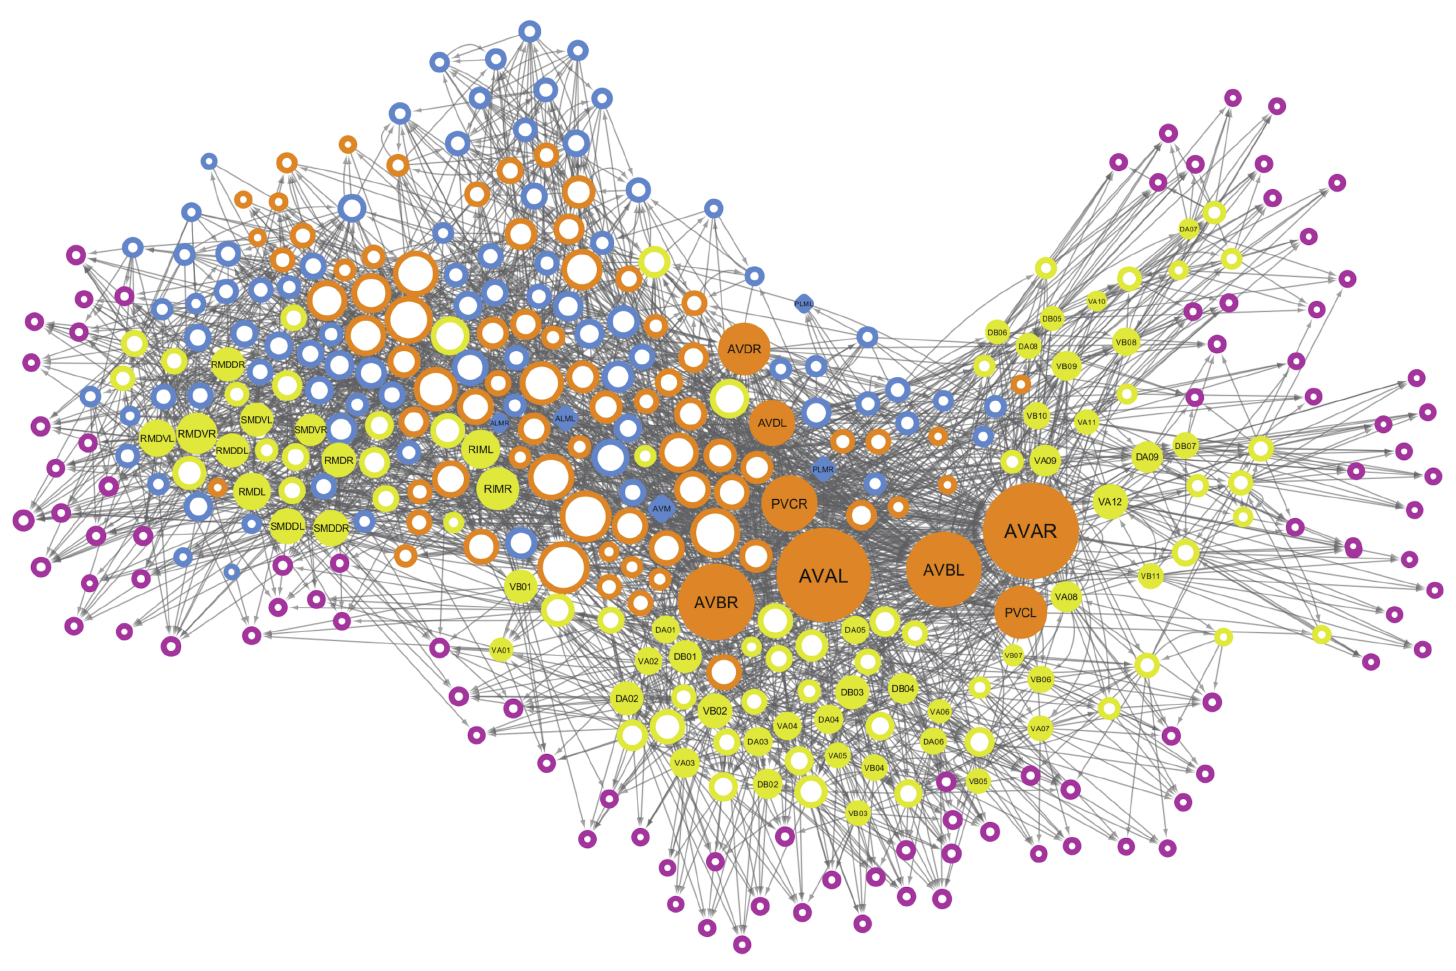 DA07
VA10
PLML
DB05
DB06
VB08
DA08
AVDR
VB09
RMDDR
VB10
ALML
SMDVL
ALMR
VA11
AVDL
SMDVR
RMDVR
RMDVL
DB07
RMDDL
RIML
DA09
RMDR
VA09
PLMR
RIMR
RMDL
VA12
PVCR
AVM
SMDDL
SMDDR
AVAR
AVBL
AVAL
VB11
VB01
VA08
AVBR
PVCL
DA01
DA05
VA01
VB07
DB01
VA02
VB06
DB04
DB03
DA02
VB02
VA06
DA04
VA04
VA07
DA03
DA06
VA05
VA03
VB04
VB05
DB02
VB03